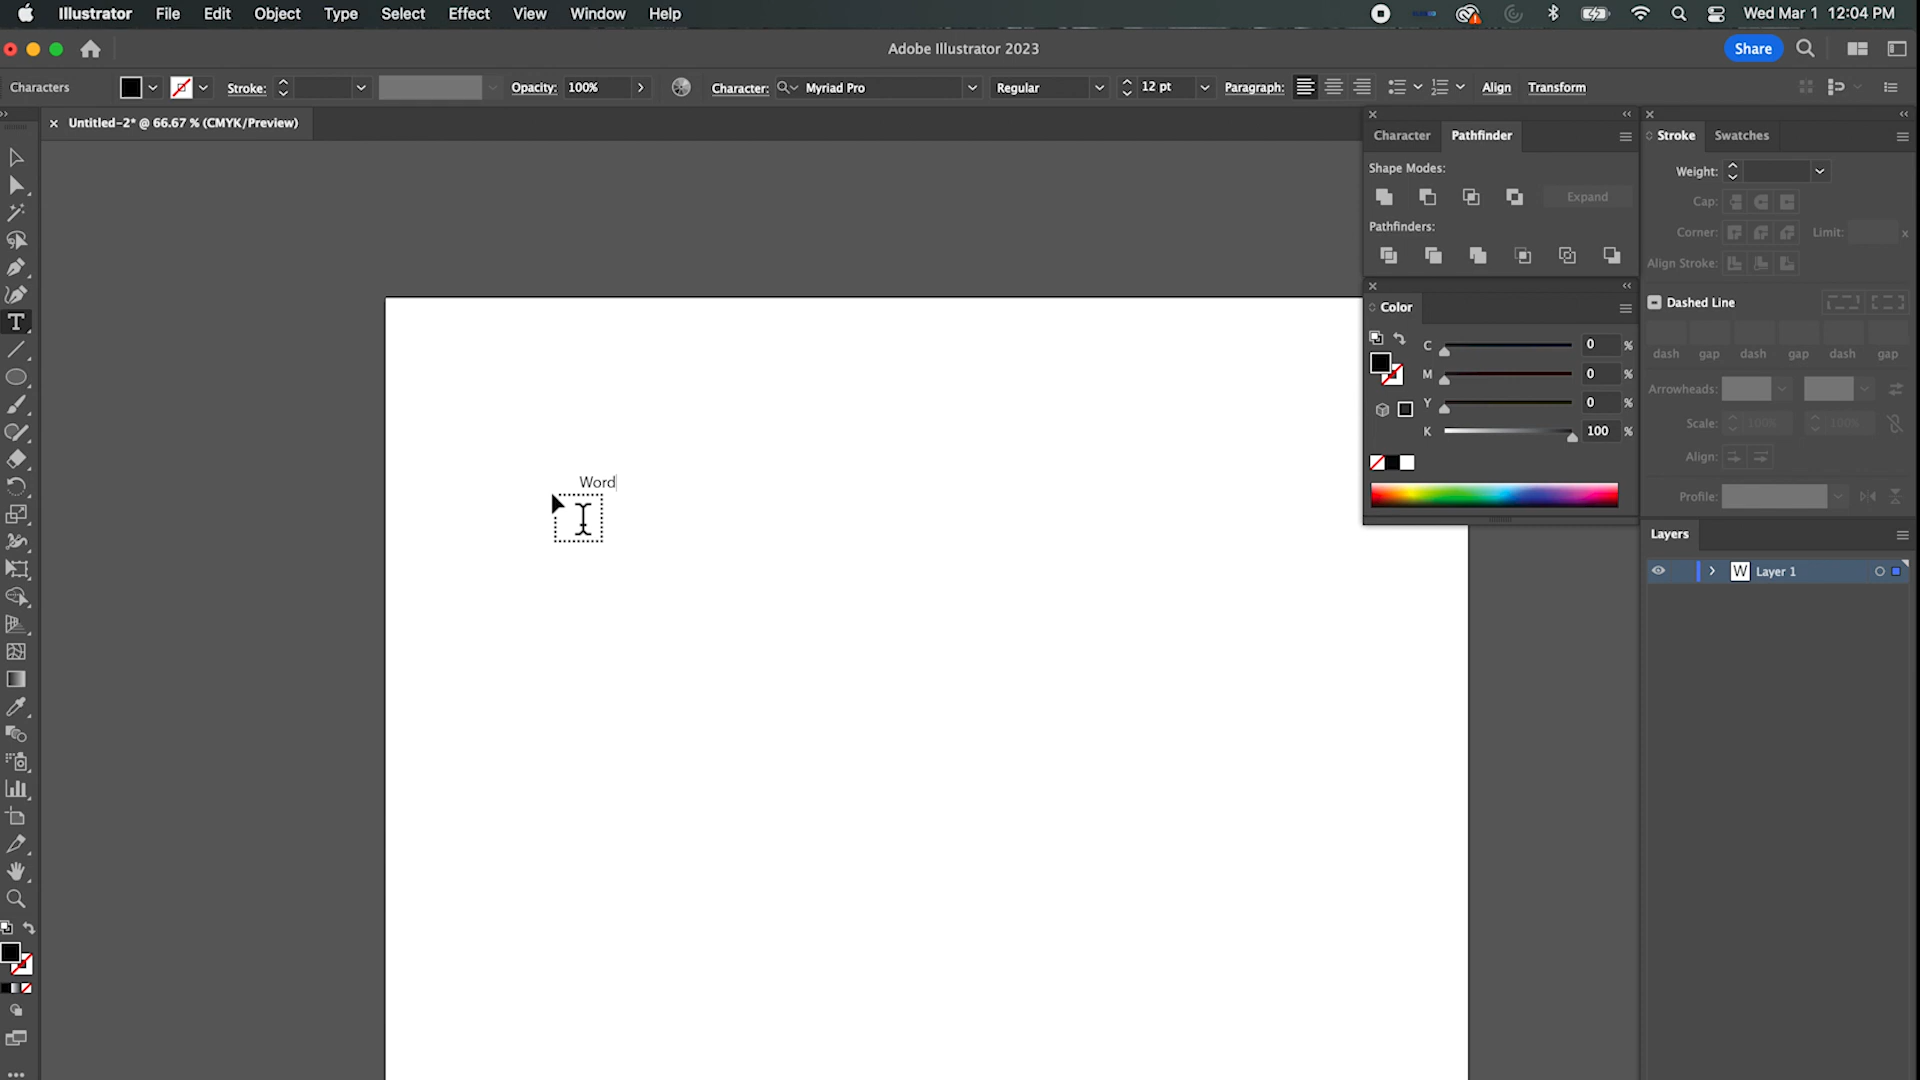 Illustrator File Edit Object Type Select Effect View Window Help Wed Mar 1 12:04 PM
Adobe Illustrator 2023 Share
Characters Stroke: Opacity: 100% Character: Myriad Pro Regular 12 pt Paragraph: Align Transform
Untitled-2* @ 66.67 % (CMYK/Preview)
Character Pathfinder
Shape Modes:
Expand
Pathfinders:
Color
C 0 %
M 0 %
Y 0 %
K 100 %
Stroke Swatches
Weight:
Cap:
Corner: Limit: x
Align Stroke:
Dashed Line
dash gap dash gap dash gap
Arrowheads:
Scale: 100% 100%
Align:
Profile:
Layers
W Layer 1
Word